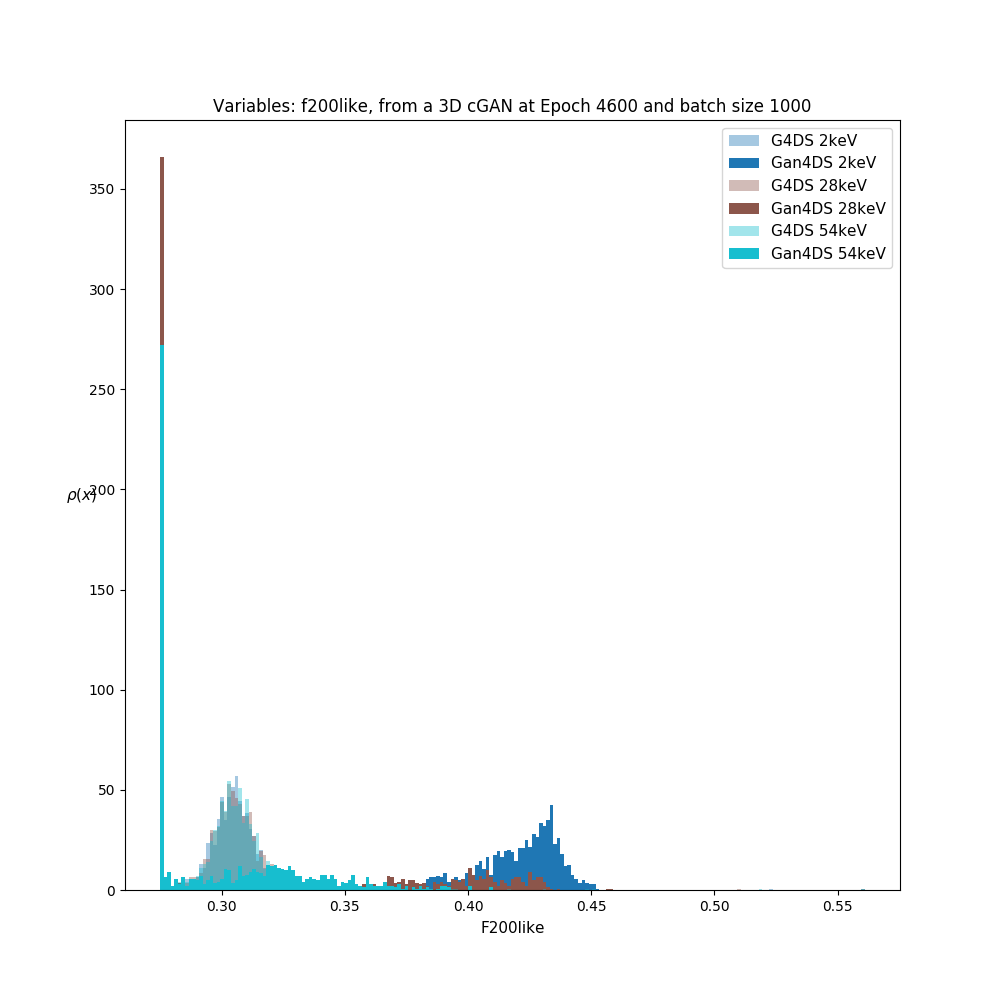 Variables: f200like, from a 3D cGAN at Epoch 4600 and batch size 1000
G4DS 2keV
Gan4DS 2keV
G4DS 28keV
Gan4DS 28keV
G4DS 54keV
Gan4DS 54keV
350
300
250
200
ρ(x)
150
100
50
0
0.30 0.35 0.40 0.45 0.50 0.55
F200like